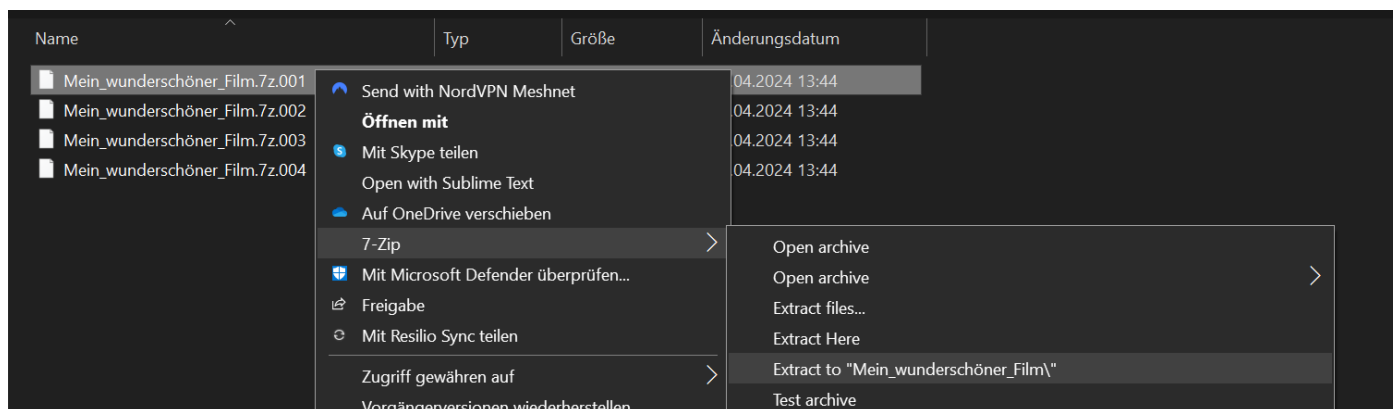 Name Typ Größe Änderungsdatum
Mein_wunderschöner_Film.7z.001 .04.2024 13:44
Mein_wunderschöner_Film.7z.002 .04.2024 13:44
Mein_wunderschöner_Film.7z.003 .04.2024 13:44
Mein_wunderschöner_Film.7z.004 .04.2024 13:44
Send with NordVPN Meshnet
Öffnen mit
Mit Skype teilen
Open with Sublime Text
Auf OneDrive verschieben
7-Zip
Mit Microsoft Defender überprüfen...
Freigabe
Mit Resilio Sync teilen
Zugriff gewähren auf
Vorgängerversionen wiederherstellen
Open archive
Open archive
Extract files...
Extract Here
Extract to "Mein_wunderschöner_Film\"
Test archive